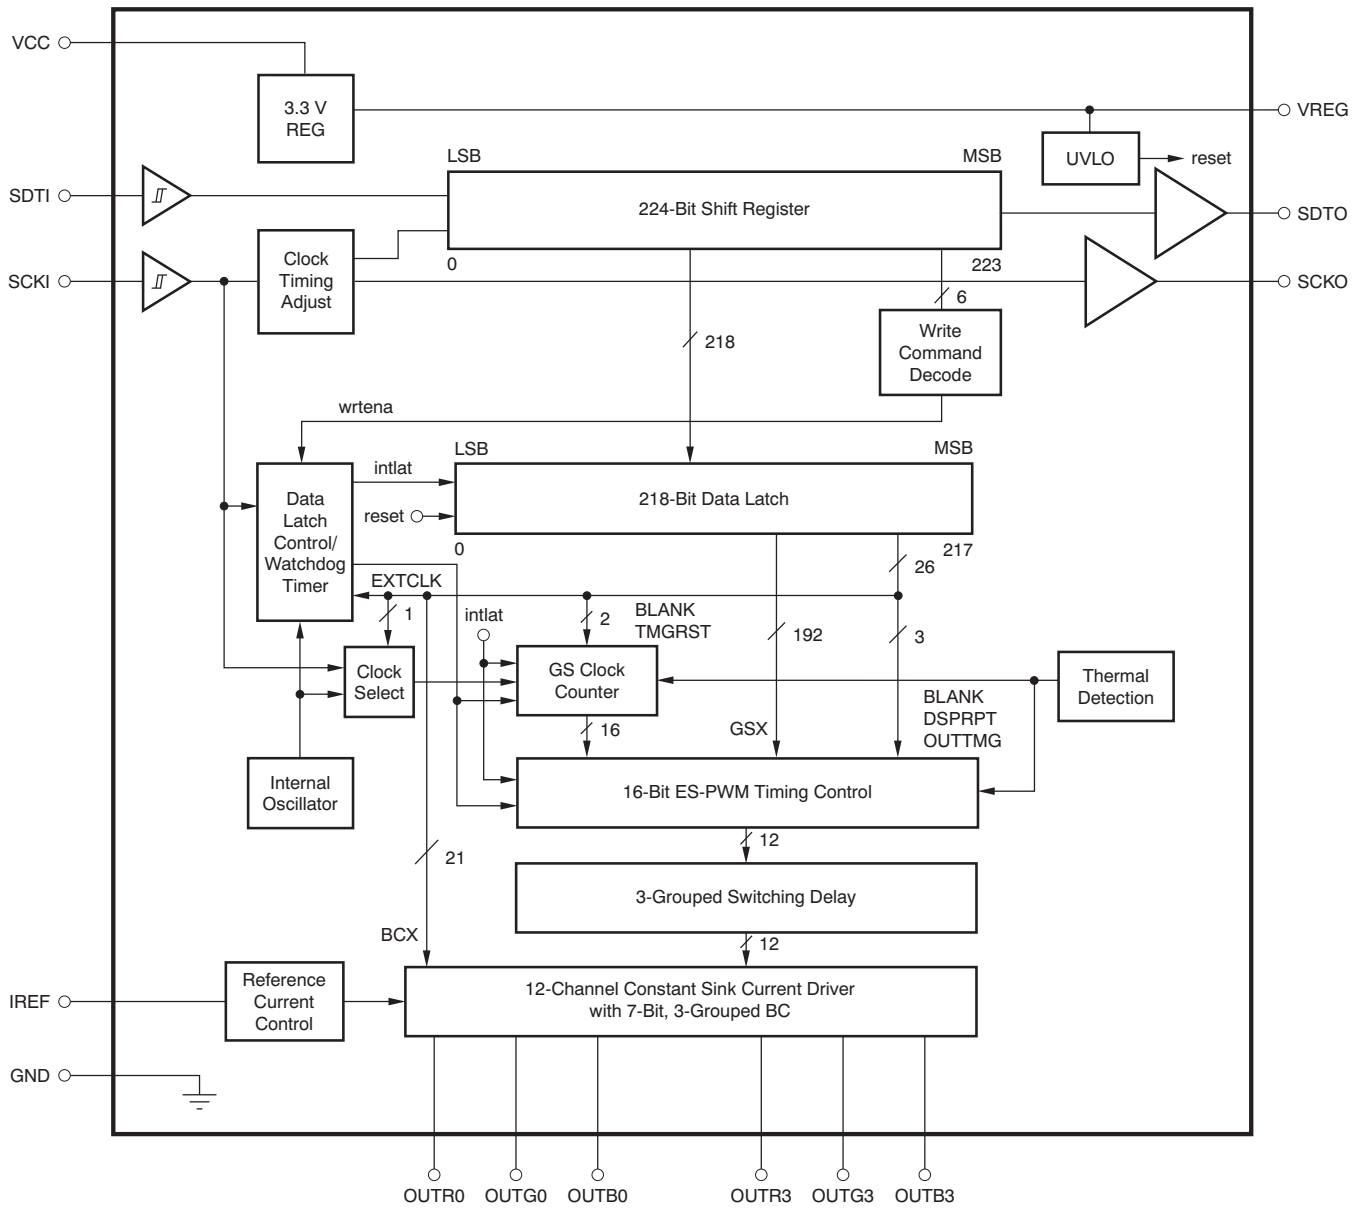 VCC
3.3 V
REG
VREG
UVLO
reset
LSB
MSB
SDTI
224-Bit Shift Register
SDTO
0
223
SCKI
Clock
Timing
Adjust
SCKO
6
218
Write
Command
Decode
wrtena
LSB
MSB
intlat
Data
Latch
Control/
Watchdog
Timer
218-Bit Data Latch
reset
0
217
26
EXTCLK
1
intlat
2
BLANK
TMGRST
192
3
Clock
Select
GS Clock
Counter
Thermal
Detection
16
GSX
BLANK
DSPRPT
OUTTMG
Internal
Oscillator
16-Bit ES-PWM Timing Control
12
21
3-Grouped Switching Delay
BCX
12
IREF
Reference
Current
Control
12-Channel Constant Sink Current Driver
with 7-Bit, 3-Grouped BC
GND
OUTR0
OUTG0
OUTB0
OUTR3
OUTG3
OUTB3